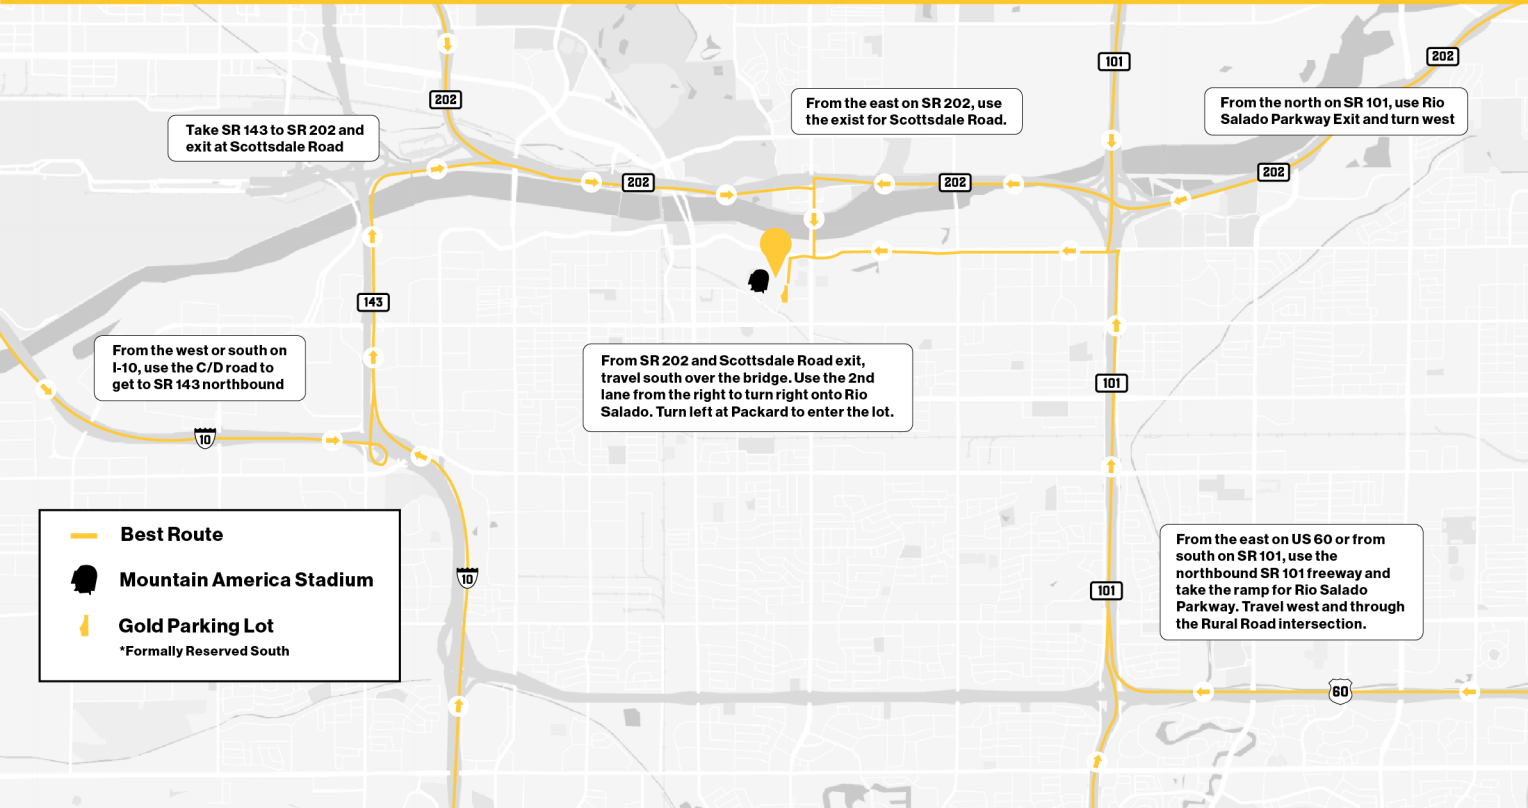 202
101
202
From the east on SR 202, use
the exist for Scottsdale Road.
From the north on SR 101, use Rio
Salado Parkway Exit and turn west
Take SR 143 to SR 202 and
exit at Scottsdale Road
202
202
202
143
From the west or south on
I-10, use the C/D road to
get to SR 143 northbound
From SR 202 and Scottsdale Road exit,
travel south over the bridge. Use the 2nd
lane from the right to turn right onto Rio
Salado. Turn left at Packard to enter the lot.
101
10
10
101
From the east on US 60 or from
south on SR 101, use the
northbound SR 101 freeway and
take the ramp for Rio Salado
Parkway. Travel west and through
the Rural Road intersection.
60
Best Route
Mountain America Stadium
Gold Parking Lot
*Formally Reserved South